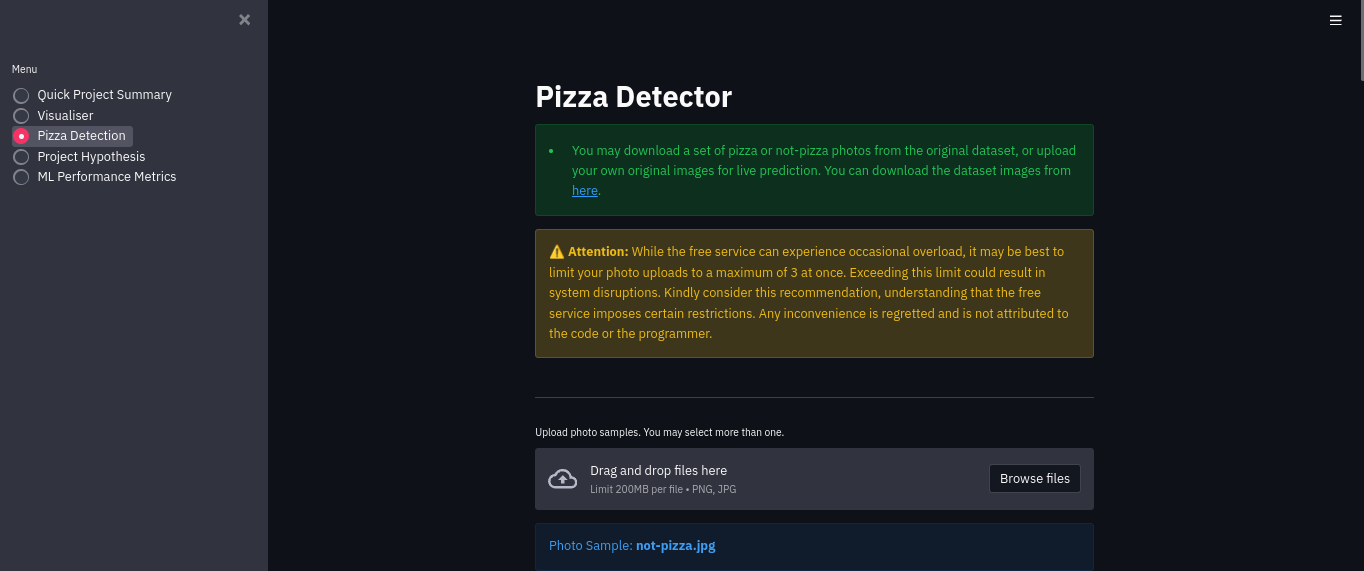 Menu
Quick Project Summary
Visualiser
Pizza Detection
Project Hypothesis
ML Performance Metrics
Pizza Detector
• You may download a set of pizza or not-pizza photos from the original dataset, or upload
your own original images for live prediction. You can download the dataset images from
here.
⚠️ Attention: While the free service can experience occasional overload, it may be best to
limit your photo uploads to a maximum of 3 at once. Exceeding this limit could result in
system disruptions. Kindly consider this recommendation, understanding that the free
service imposes certain restrictions. Any inconvenience is regretted and is not attributed to
the code or the programmer.
Upload photo samples. You may select more than one.
Drag and drop files here
Limit 200MB per file • PNG, JPG
Browse files
Photo Sample: not-pizza.jpg